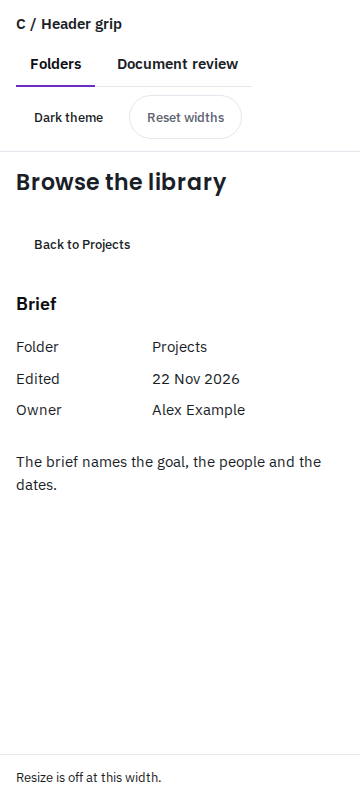 C / Header grip
Folders
Document review
Dark theme
Reset widths
Browse the library
Back to Projects
Brief
Folder Projects
Edited 22 Nov 2026
Owner Alex Example
The brief names the goal, the people and the
dates.
Resize is off at this width.